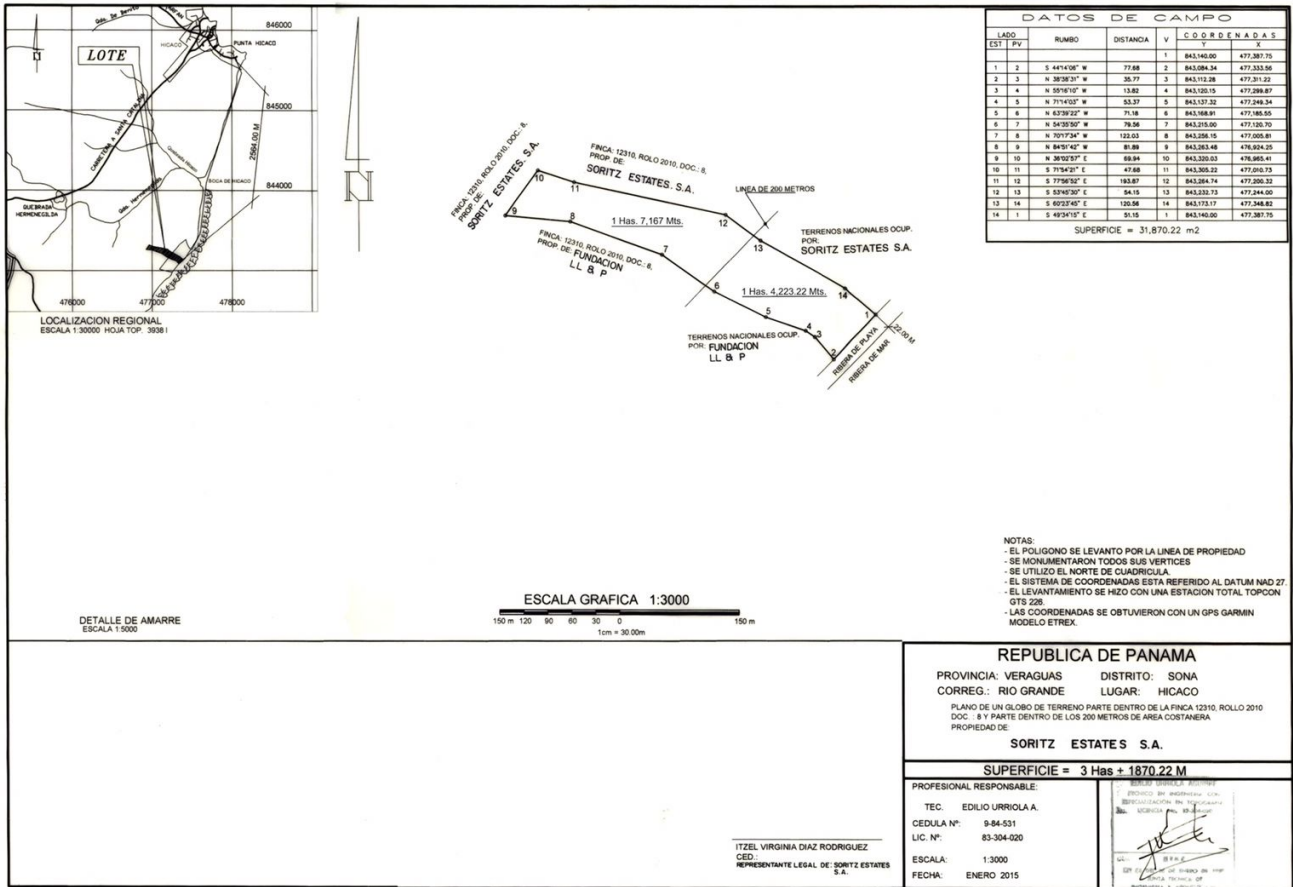 846000
PUNTA HICACO
HICACO
LOTE
845000
CARRETERA A SANTA CATALINA
2564.00 M
Quebrada Hicaco
BOCA DE HICACO
844000
QUEBRADA
HERMENEGILDA
476000
477000
478000
LOCALIZACION REGIONAL
ESCALA 1:30000 HOJA TOP. 3938 I
N
FINCA: 12310, ROLO 2010, DOC.: 8,
PROP. DE:
SORITZ ESTATES. S.A.
FINCA: 12310, ROLO 2010, DOC.: 8,
PROP. DE:
SORITZ ESTATES. S.A.
LINEA DE 200 METROS
10
11
9
8
1 Has. 7,167 Mts.
12
13
TERRENOS NACIONALES OCUP.
POR:
SORITZ ESTATES S.A.
FINCA: 12310, ROLO 2010, DOC.: 8,
PROP. DE: FUNDACION
LL & P
7
6
1 Has. 4,223.22 Mts.
14
5
4
3
1
2
TERRENOS NACIONALES OCUP.
POR: FUNDACION
LL & P
RIBERA DE PLAYA
RIBERA DE MAR
22.00 M
DATOS DE CAMPO
LADO RUMBO DISTANCIA V COORDENADAS
EST PV Y X
1 843,140.00 477,387.75
1 2 S 44°14'06" W 77.68 2 843,084.34 477,333.56
2 3 N 38°38'31" W 35.77 3 843,112.28 477,311.22
3 4 N 55°16'10" W 13.82 4 843,120.15 477,299.87
4 5 N 71°14'03" W 53.37 5 843,137.32 477,249.34
5 6 N 63°39'22" W 71.18 6 843,168.91 477,185.55
6 7 N 54°35'50" W 79.56 7 843,215.00 477,120.70
7 8 N 70°17'34" W 122.03 8 843,256.15 477,005.81
8 9 N 84°51'42" W 81.89 9 843,263.48 476,924.25
9 10 N 36°02'57" E 69.94 10 843,320.03 476,965.41
10 11 S 71°54'21" E 47.68 11 843,305.22 477,010.73
11 12 S 77°56'52" E 193.87 12 843,264.74 477,200.32
12 13 S 53°45'30" E 54.15 13 843,232.73 477,244.00
13 14 S 60°23'45" E 120.56 14 843,173.17 477,348.82
14 1 S 49°34'15" E 51.15 1 843,140.00 477,387.75
SUPERFICIE = 31,870.22 m2
NOTAS:
- EL POLIGONO SE LEVANTO POR LA LINEA DE PROPIEDAD
- SE MONUMENTARON TODOS SUS VERTICES
- SE UTILIZO EL NORTE DE CUADRICULA.
- EL SISTEMA DE COORDENADAS ESTA REFERIDO AL DATUM NAD 27.
- EL LEVANTAMIENTO SE HIZO CON UNA ESTACION TOTAL TOPCON
GTS 226.
- LAS COORDENADAS SE OBTUVIERON CON UN GPS GARMIN
MODELO ETREX.
DETALLE DE AMARRE
ESCALA 1:5000
ESCALA GRAFICA 1:3000
150 m 120 90 60 30 0 150 m
1cm = 30.00m
REPUBLICA DE PANAMA
PROVINCIA: VERAGUAS DISTRITO: SONA
CORREG.: RIO GRANDE LUGAR: HICACO
PLANO DE UN GLOBO DE TERRENO PARTE DENTRO DE LA FINCA 12310, ROLLO 2010
DOC. : 8 Y PARTE DENTRO DE LOS 200 METROS DE AREA COSTANERA
PROPIEDAD DE:
SORITZ ESTATES S.A.
SUPERFICIE = 3 Has + 1870.22 M
PROFESIONAL RESPONSABLE:
TEC. EDILIO URRIOLA A.
CEDULA Nº: 9-84-531
LIC. Nº: 83-304-020
ESCALA: 1:3000
FECHA: ENERO 2015
ITZEL VIRGINIA DIAZ RODRIGUEZ
CED.:
REPRESENTANTE LEGAL DE: SORITZ ESTATES
S.A.